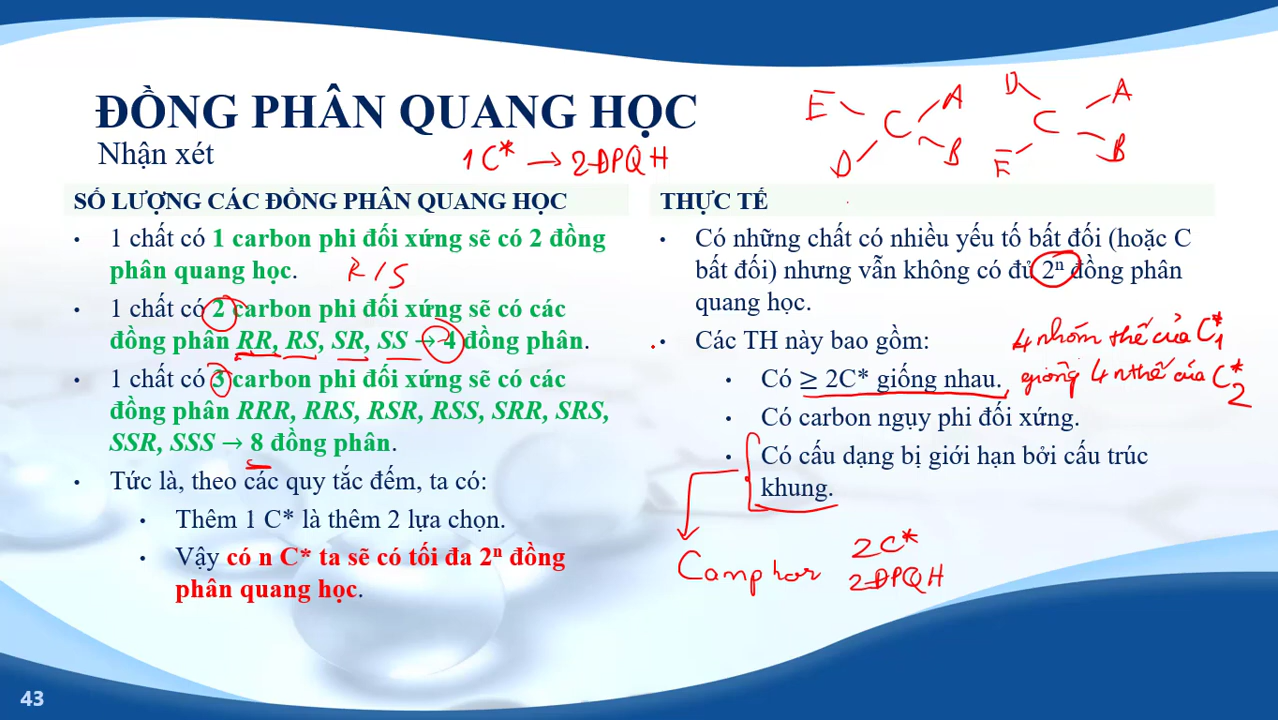 ĐỒNG PHÂN QUANG HỌC
Nhận xét
1C* → 2ĐPQH
E C A
D B
D C A
E B
SỐ LƯỢNG CÁC ĐỒNG PHÂN QUANG HỌC
• 1 chất có 1 carbon phi đối xứng sẽ có 2 đồng
phân quang học.
R/S
• 1 chất có 2 carbon phi đối xứng sẽ có các
đồng phân RR, RS, SR, SS → 4 đồng phân.
• 1 chất có 3 carbon phi đối xứng sẽ có các
đồng phân RRR, RRS, RSR, RSS, SRR, SRS,
SSR, SSS → 8 đồng phân.
• Tức là, theo các quy tắc đếm, ta có:
• Thêm 1 C* là thêm 2 lựa chọn.
• Vậy có n C* ta sẽ có tối đa 2ⁿ đồng
phân quang học.
THỰC TẾ
• Có những chất có nhiều yếu tố bất đối (hoặc C
bất đối) nhưng vẫn không có đủ 2ⁿ đồng phân
quang học.
• Các TH này bao gồm:
• Có ≥ 2C* giống nhau.
4 nhóm thế của C*1
giống 4 n thế của C*2
• Có carbon ngụy phi đối xứng.
• Có cấu dạng bị giới hạn bởi cấu trúc
khung.
Camphor
2C*
2ĐPQH
43